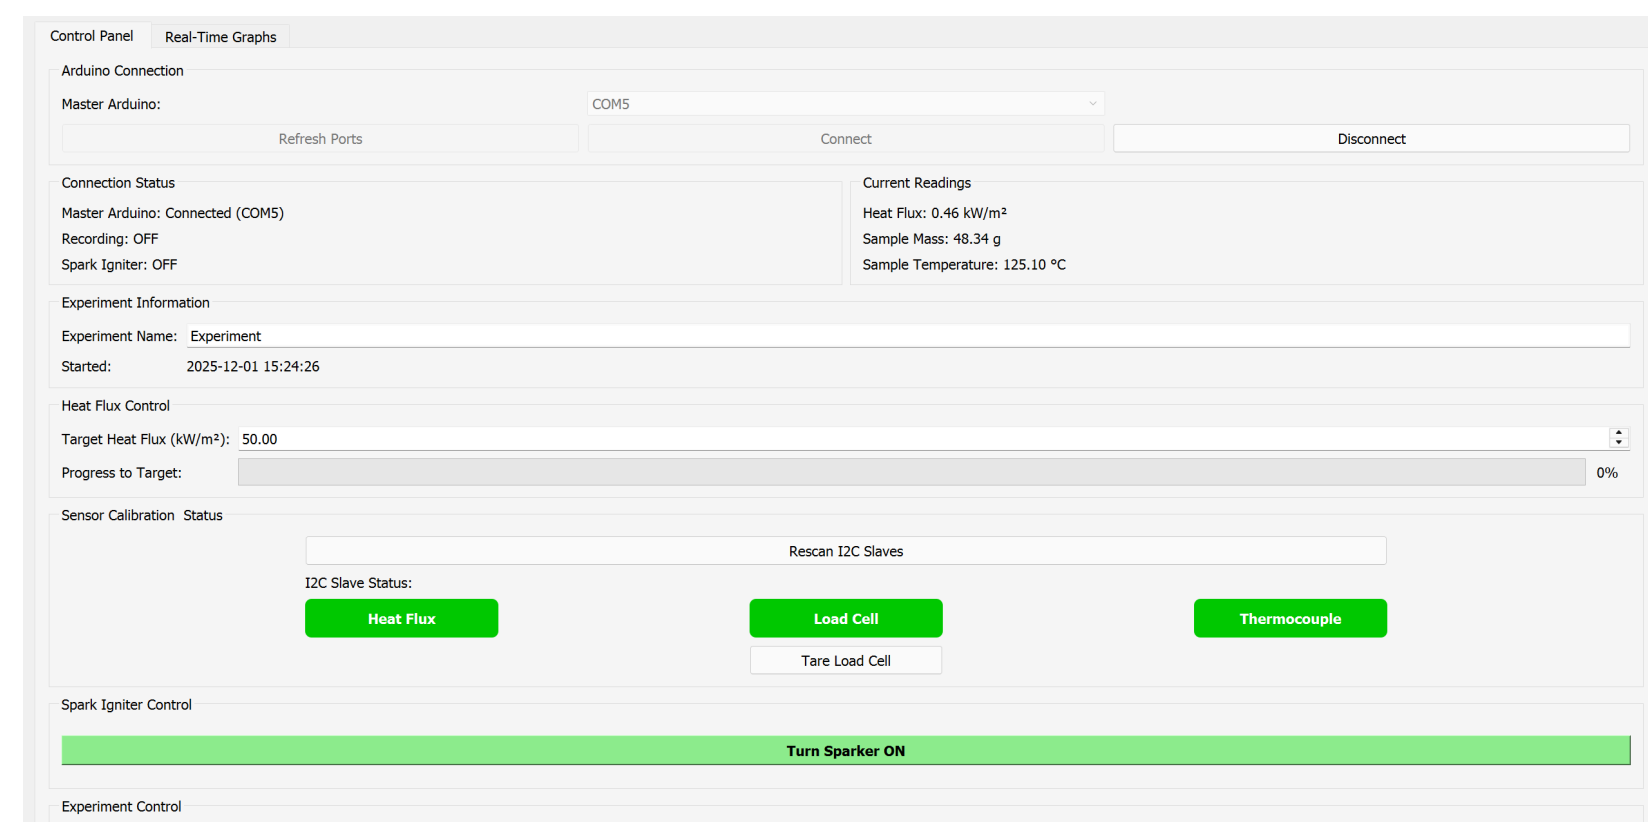 Control Panel Real-Time Graphs
Arduino Connection
Master Arduino: COM5
Refresh Ports Connect Disconnect
Connection Status
Master Arduino: Connected (COM5)
Recording: OFF
Spark Igniter: OFF
Current Readings
Heat Flux: 0.46 kW/m²
Sample Mass: 48.34 g
Sample Temperature: 125.10 °C
Experiment Information
Experiment Name: Experiment
Started: 2025-12-01 15:24:26
Heat Flux Control
Target Heat Flux (kW/m²): 50.00
Progress to Target: 0%
Sensor Calibration  Status
Rescan I2C Slaves
I2C Slave Status:
Heat Flux Load Cell Thermocouple
Tare Load Cell
Spark Igniter Control
Turn Sparker ON
Experiment Control